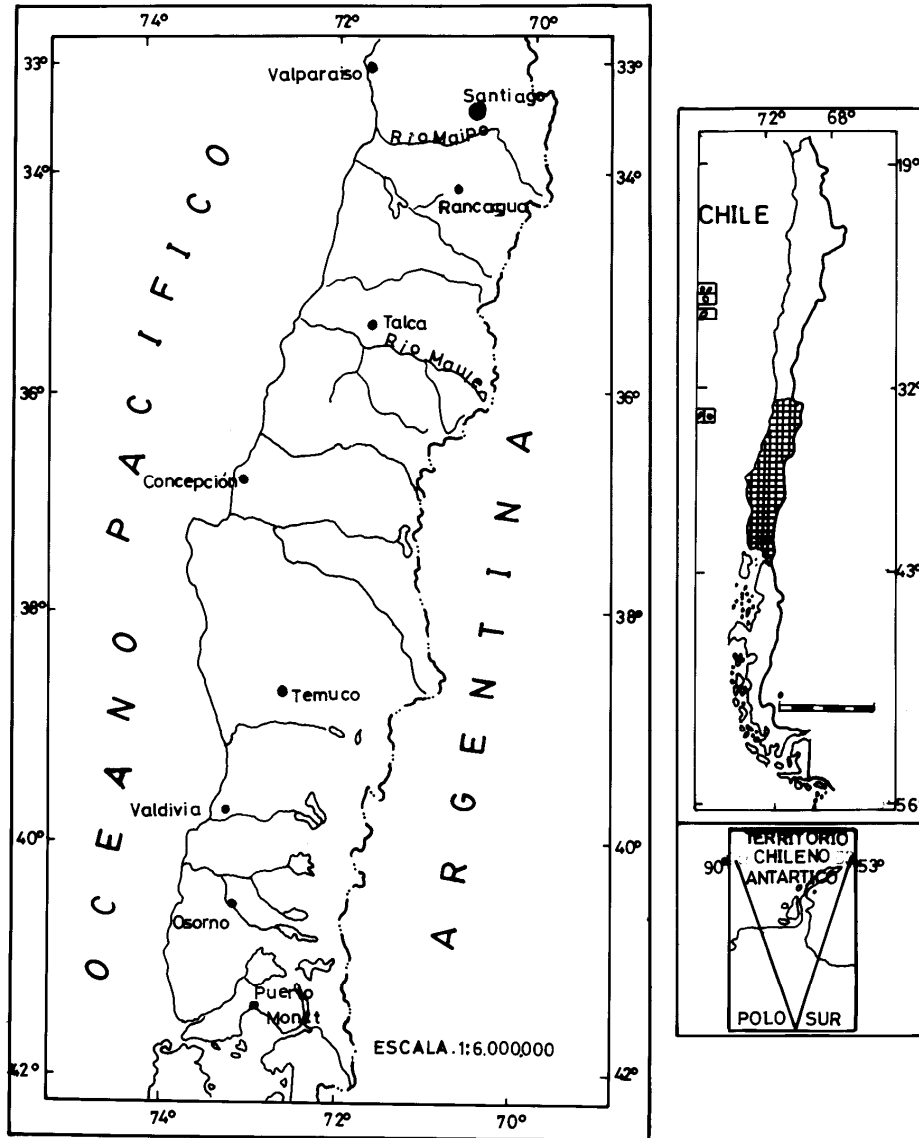 74° 72° 70°
33° 33°
Valparaiso
Santiago
Rio Maipo
34° 34°
Rancagua
Talca
Rio Maule
36° 36°
Concepción
38° 38°
Temuco
Valdivia
40° 40°
Osorno
Puerto
Montt
ESCALA.1:6.000,000
42° 42°
74° 72° 70°
OCEANO PACIFICO
ARGENTINA
72° 68°
19°
CHILE
32°
43°
56
TERRITORIO
90° CHILENO 53°
ANTARTICO
POLO SUR